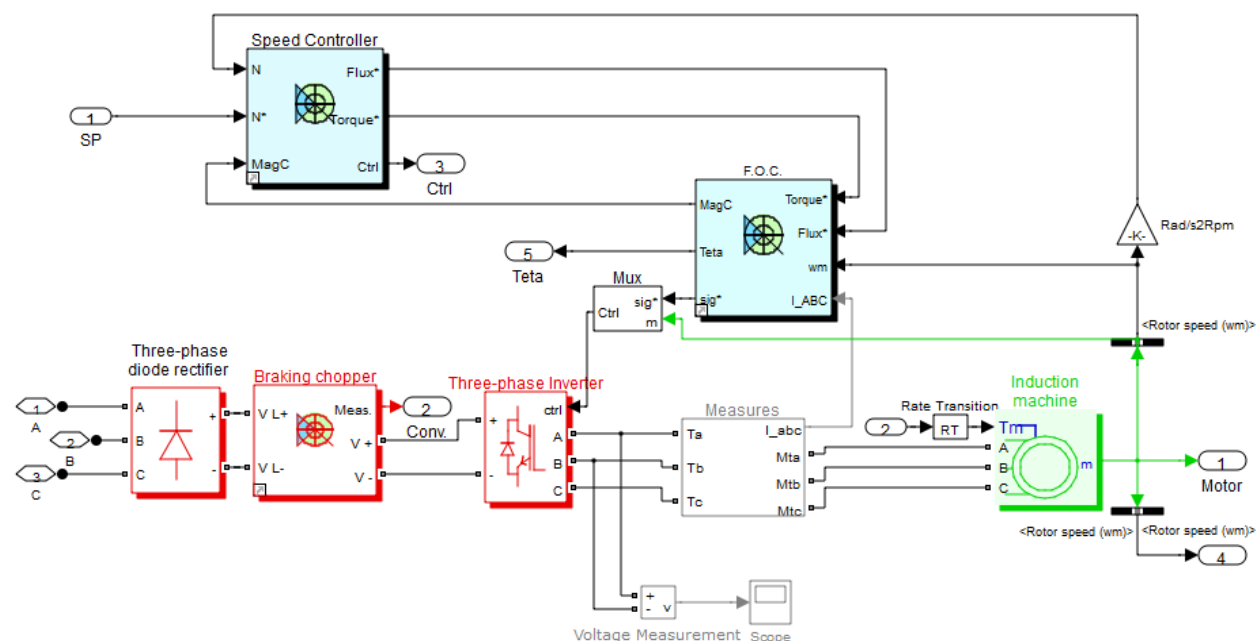 Speed Controller
N
Flux*
N*
Torque*
MagC
Ctrl
1
SP
3
Ctrl
F.O.C.
MagC
Torque*
Flux*
Teta
wm
sig*
I_ABC
5
Teta
-K-
Rad/s2Rpm
Mux
sig*
Ctrl
m
<Rotor speed (wm)>
Three-phase
diode rectifier
A
+
B
C
-
1
A
2
B
3
C
Braking chopper
V L+
Meas.
V +
V L-
V -
2
Conv.
Three-phase Inverter
ctrl
+
A
B
-
C
Measures
I_abc
Ta
Mta
Tb
Mtb
Tc
Mtc
Rate Transition
2
RT
Induction
machine
Tm
A
B
m
C
1
Motor
<Rotor speed (wm)>
<Rotor speed (wm)>
4
+
-
v
Voltage Measurement
Scope